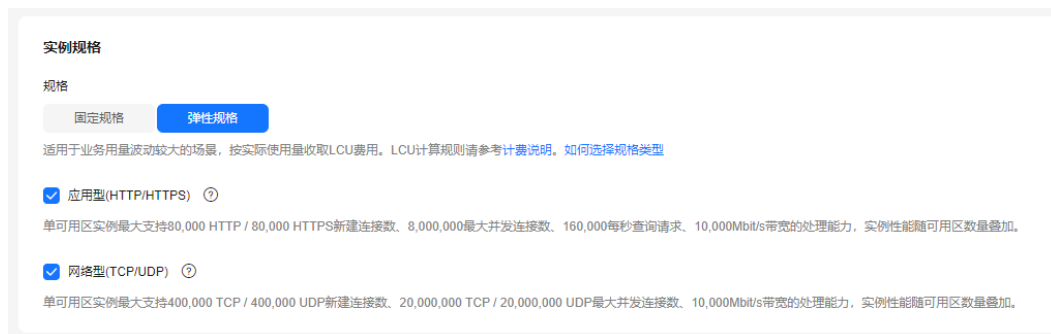 实例规格
规格
固定规格 弹性规格
适用于业务用量波动较大的场景，按实际使用量收取LCU费用。LCU计算规则请参考计费说明。如何选择规格类型
应用型(HTTP/HTTPS) ?
单可用区实例最大支持80,000 HTTP / 80,000 HTTPS新建连接数、8,000,000最大并发连接数、160,000每秒查询请求、10,000Mbit/s带宽的处理能力，实例性能随可用区数量叠加。
网络型(TCP/UDP) ?
单可用区实例最大支持400,000 TCP / 400,000 UDP新建连接数、20,000,000 TCP / 20,000,000 UDP最大并发连接数、10,000Mbit/s带宽的处理能力，实例性能随可用区数量叠加。